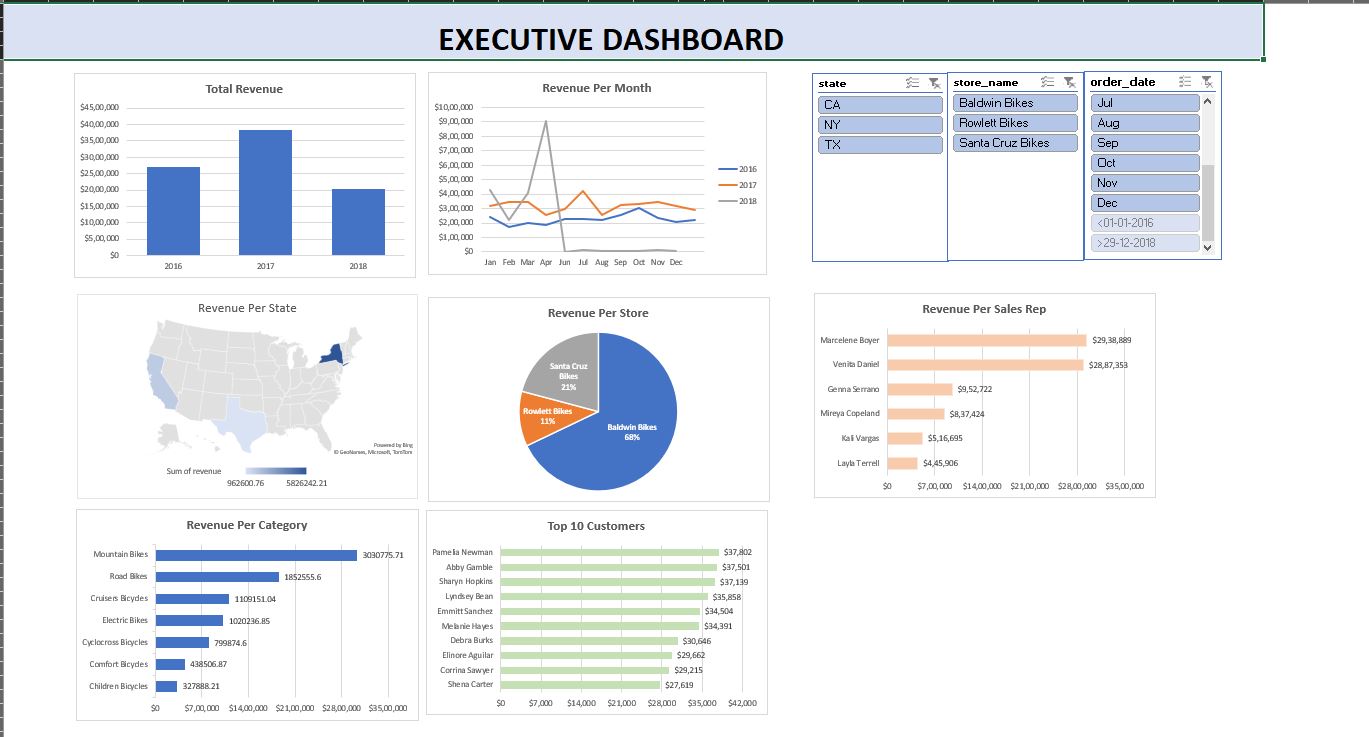 EXECUTIVE DASHBOARD
Total Revenue
$45,00,000
$40,00,000
$35,00,000
$30,00,000
$25,00,000
$20,00,000
$15,00,000
$10,00,000
$5,00,000
$0
2016 2017 2018
Revenue Per Month
$10,00,000
$9,00,000
$8,00,000
$7,00,000
$6,00,000
$5,00,000
$4,00,000
$3,00,000
$2,00,000
$1,00,000
$0
Jan Feb Mar Apr Jun Jul Aug Sep Oct Nov Dec
2016
2017
2018
state
CA
NY
TX
store_name
Baldwin Bikes
Rowlett Bikes
Santa Cruz Bikes
order_date
Jul
Aug
Sep
Oct
Nov
Dec
<01-01-2016
>29-12-2018
Revenue Per State
Powered by Bing
© GeoNames, Microsoft, TomTom
Sum of revenue
962600.76 5826242.21
Revenue Per Store
Santa Cruz
Bikes
21%
Rowlett Bikes
11%
Baldwin Bikes
68%
Revenue Per Sales Rep
Marcelene Boyer $29,38,889
Venita Daniel $28,87,353
Genna Serrano $9,52,722
Mireya Copeland $8,37,424
Kali Vargas $5,16,695
Layla Terrell $4,45,906
$0 $7,00,000 $14,00,000 $21,00,000 $28,00,000 $35,00,000
Revenue Per Category
Mountain Bikes 3030775.71
Road Bikes 1852555.6
Cruisers Bicycles 1109151.04
Electric Bikes 1020236.85
Cyclocross Bicycles 799874.6
Comfort Bicycles 438506.87
Children Bicycles 327888.21
$0 $7,00,000 $14,00,000 $21,00,000 $28,00,000 $35,00,000
Top 10 Customers
Pamelia Newman $37,802
Abby Gamble $37,501
Sharyn Hopkins $37,139
Lyndsey Bean $35,858
Emmitt Sanchez $34,504
Melanie Hayes $34,391
Debra Burks $30,646
Elinore Aguilar $29,662
Corrina Sawyer $29,215
Shena Carter $27,619
$0 $7,000 $14,000 $21,000 $28,000 $35,000 $42,000